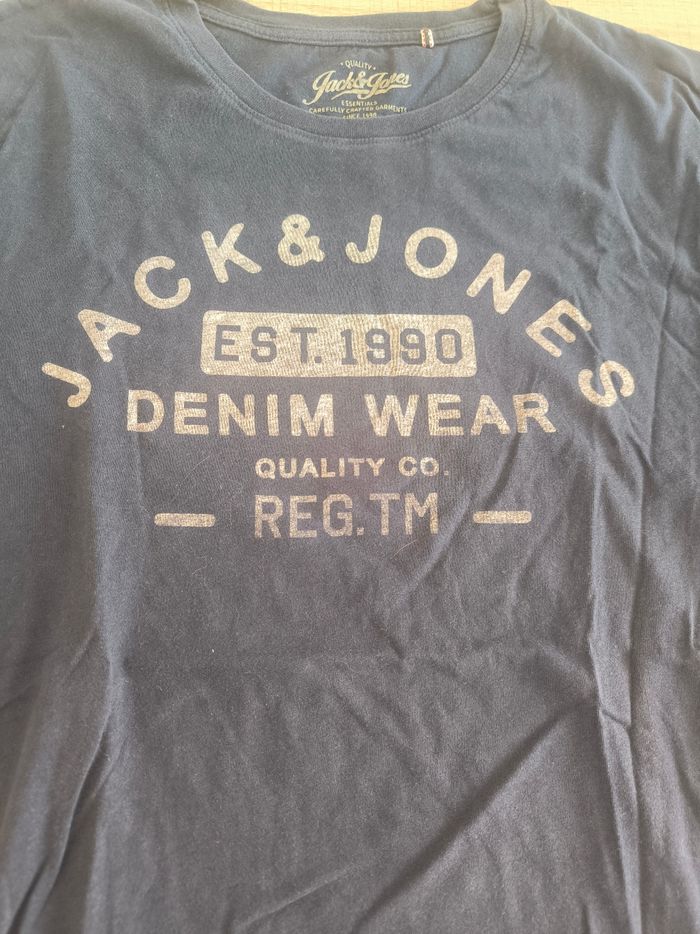 QUALITY
Jack&Jones
ESSENTIALS
CAREFULLY CRAFTED GARMENTS
SINCE 1990
JACK&JONES
EST. 1990
DENIM WEAR
QUALITY CO.
REG.TM